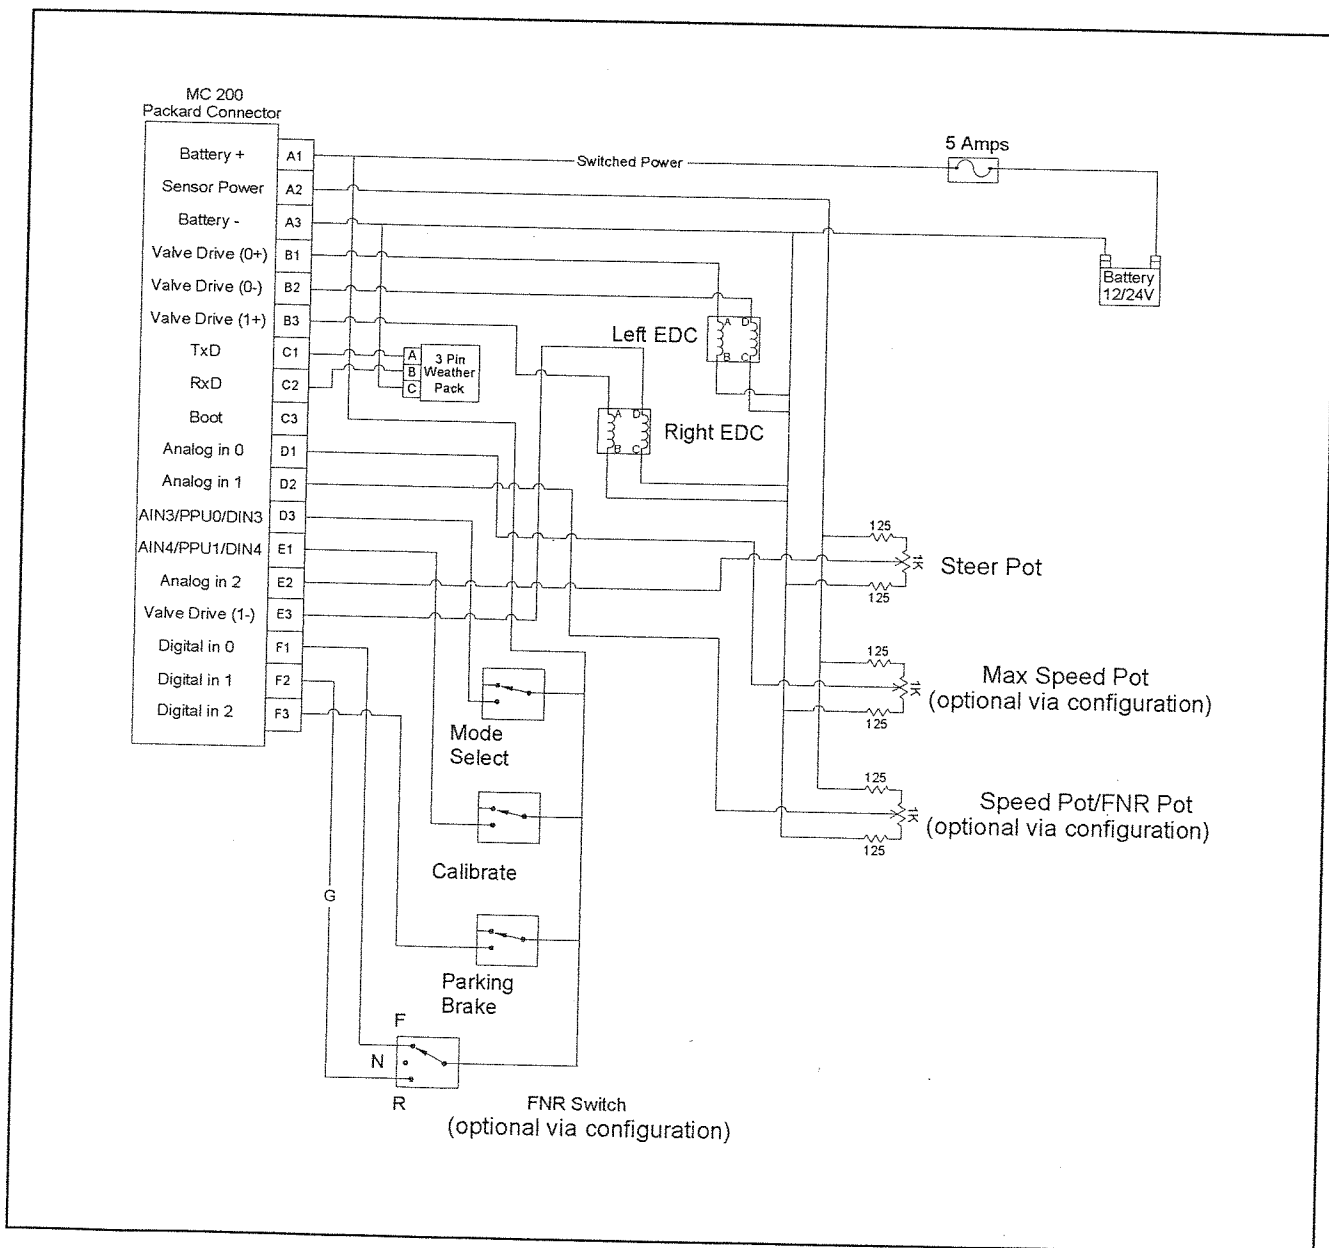 MC 200
Packard Connector
Battery + A1
Sensor Power A2
Battery - A3
Valve Drive (0+) B1
Valve Drive (0-) B2
Valve Drive (1+) B3
TxD C1
RxD C2
Boot C3
Analog in 0 D1
Analog in 1 D2
AIN3/PPU0/DIN3 D3
AIN4/PPU1/DIN4 E1
Analog in 2 E2
Valve Drive (1-) E3
Digital in 0 F1
Digital in 1 F2
Digital in 2 F3
Switched Power
5 Amps
Battery
12/24V
A 3 Pin
B Weather
C Pack
Left EDC
A D
B C
Right EDC
A D
B C
125
1K
125
Steer Pot
125
1K
125
Max Speed Pot
(optional via configuration)
125
1K
125
Speed Pot/FNR Pot
(optional via configuration)
Mode
Select
Calibrate
G
Parking
Brake
F
N
R
FNR Switch
(optional via configuration)